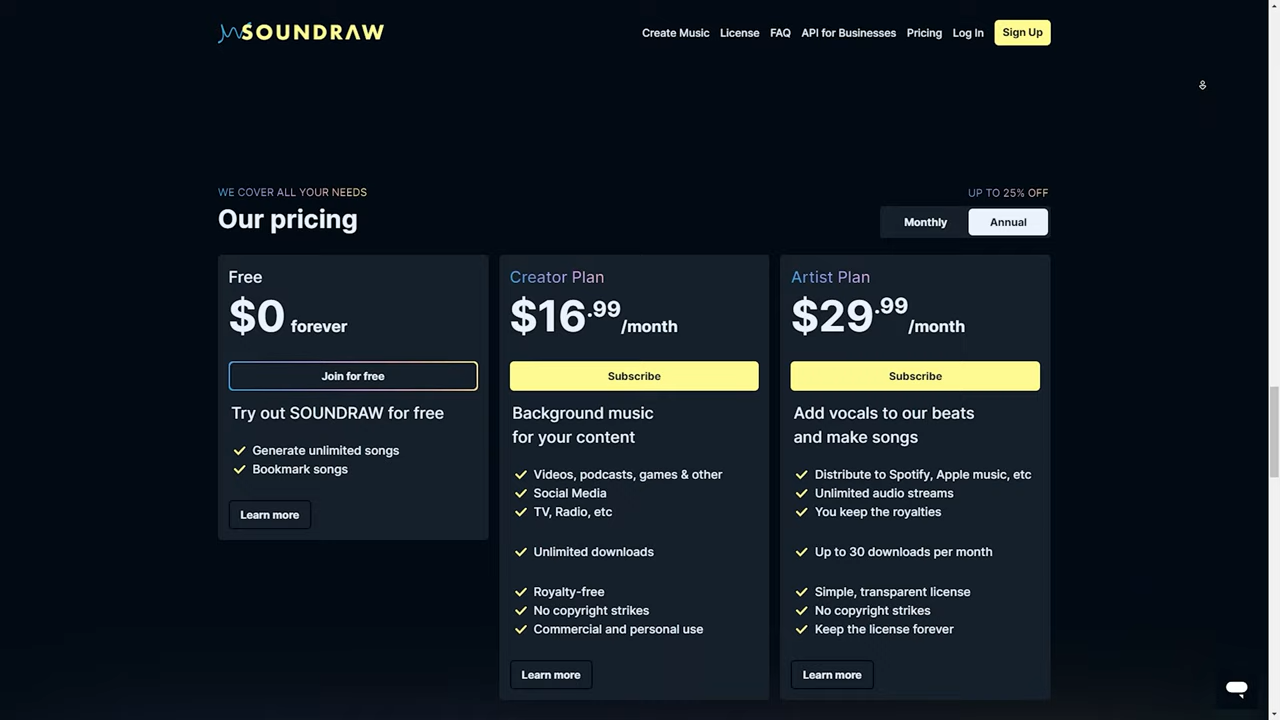 SOUNDRAW
Create Music
License
FAQ
API for Businesses
Pricing
Log In
Sign Up
WE COVER ALL YOUR NEEDS
Our pricing
UP TO 25% OFF
Monthly
Annual
Free
$0 forever
Join for free
Try out SOUNDRAW for free
Generate unlimited songs
Bookmark songs
Learn more
Creator Plan
$16.99/month
Subscribe
Background music
for your content
Videos, podcasts, games & other
Social Media
TV, Radio, etc
Unlimited downloads
Royalty-free
No copyright strikes
Commercial and personal use
Learn more
Artist Plan
$29.99/month
Subscribe
Add vocals to our beats
and make songs
Distribute to Spotify, Apple music, etc
Unlimited audio streams
You keep the royalties
Up to 30 downloads per month
Simple, transparent license
No copyright strikes
Keep the license forever
Learn more